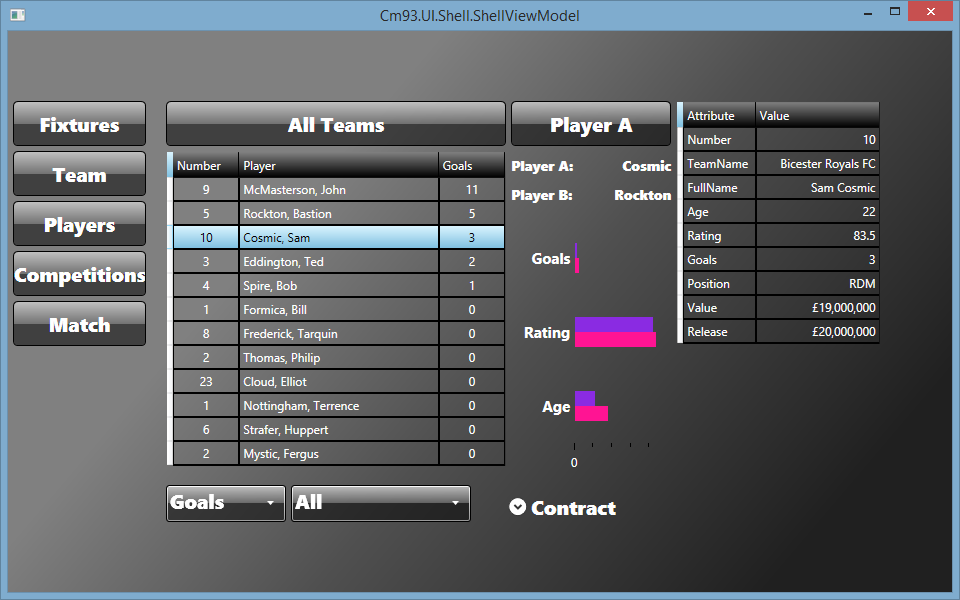 Cm93.UI.Shell.ShellViewModel
Fixtures
Team
Players
Competitions
Match
All Teams
Number Player Goals
9 McMasterson, John 11
5 Rockton, Bastion 5
10 Cosmic, Sam 3
3 Eddington, Ted 2
4 Spire, Bob 1
1 Formica, Bill 0
8 Frederick, Tarquin 0
2 Thomas, Philip 0
23 Cloud, Elliot 0
1 Nottingham, Terrence 0
6 Strafer, Huppert 0
2 Mystic, Fergus 0
Goals
All
Player A
Player A: Cosmic
Player B: Rockton
Goals
Rating
Age
0
Contract
Attribute Value
Number 10
TeamName Bicester Royals FC
FullName Sam Cosmic
Age 22
Rating 83.5
Goals 3
Position RDM
Value £19,000,000
Release £20,000,000